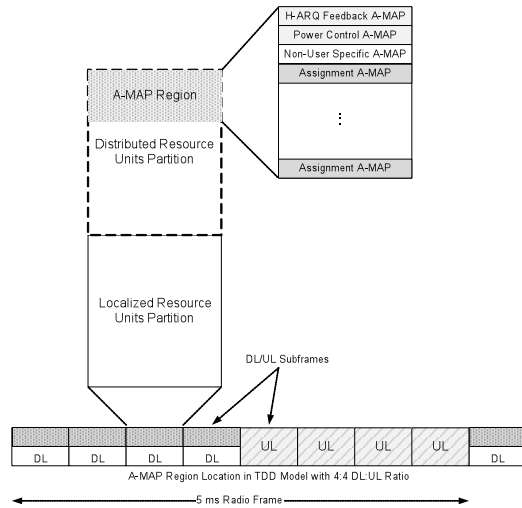 H-ARQ Feedback A-MAP
Power Control A-MAP
Non-User Specific A-MAP
Assignment A-MAP
⋮
Assignment A-MAP
A-MAP Region
Distributed Resource
Units Partition
Localized Resource
Units Partition
DL/UL Subframes
DL
DL
DL
DL
UL
UL
UL
UL
DL
A-MAP Region Location in TDD Model with 4:4 DL:UL Ratio
5 ms Radio Frame